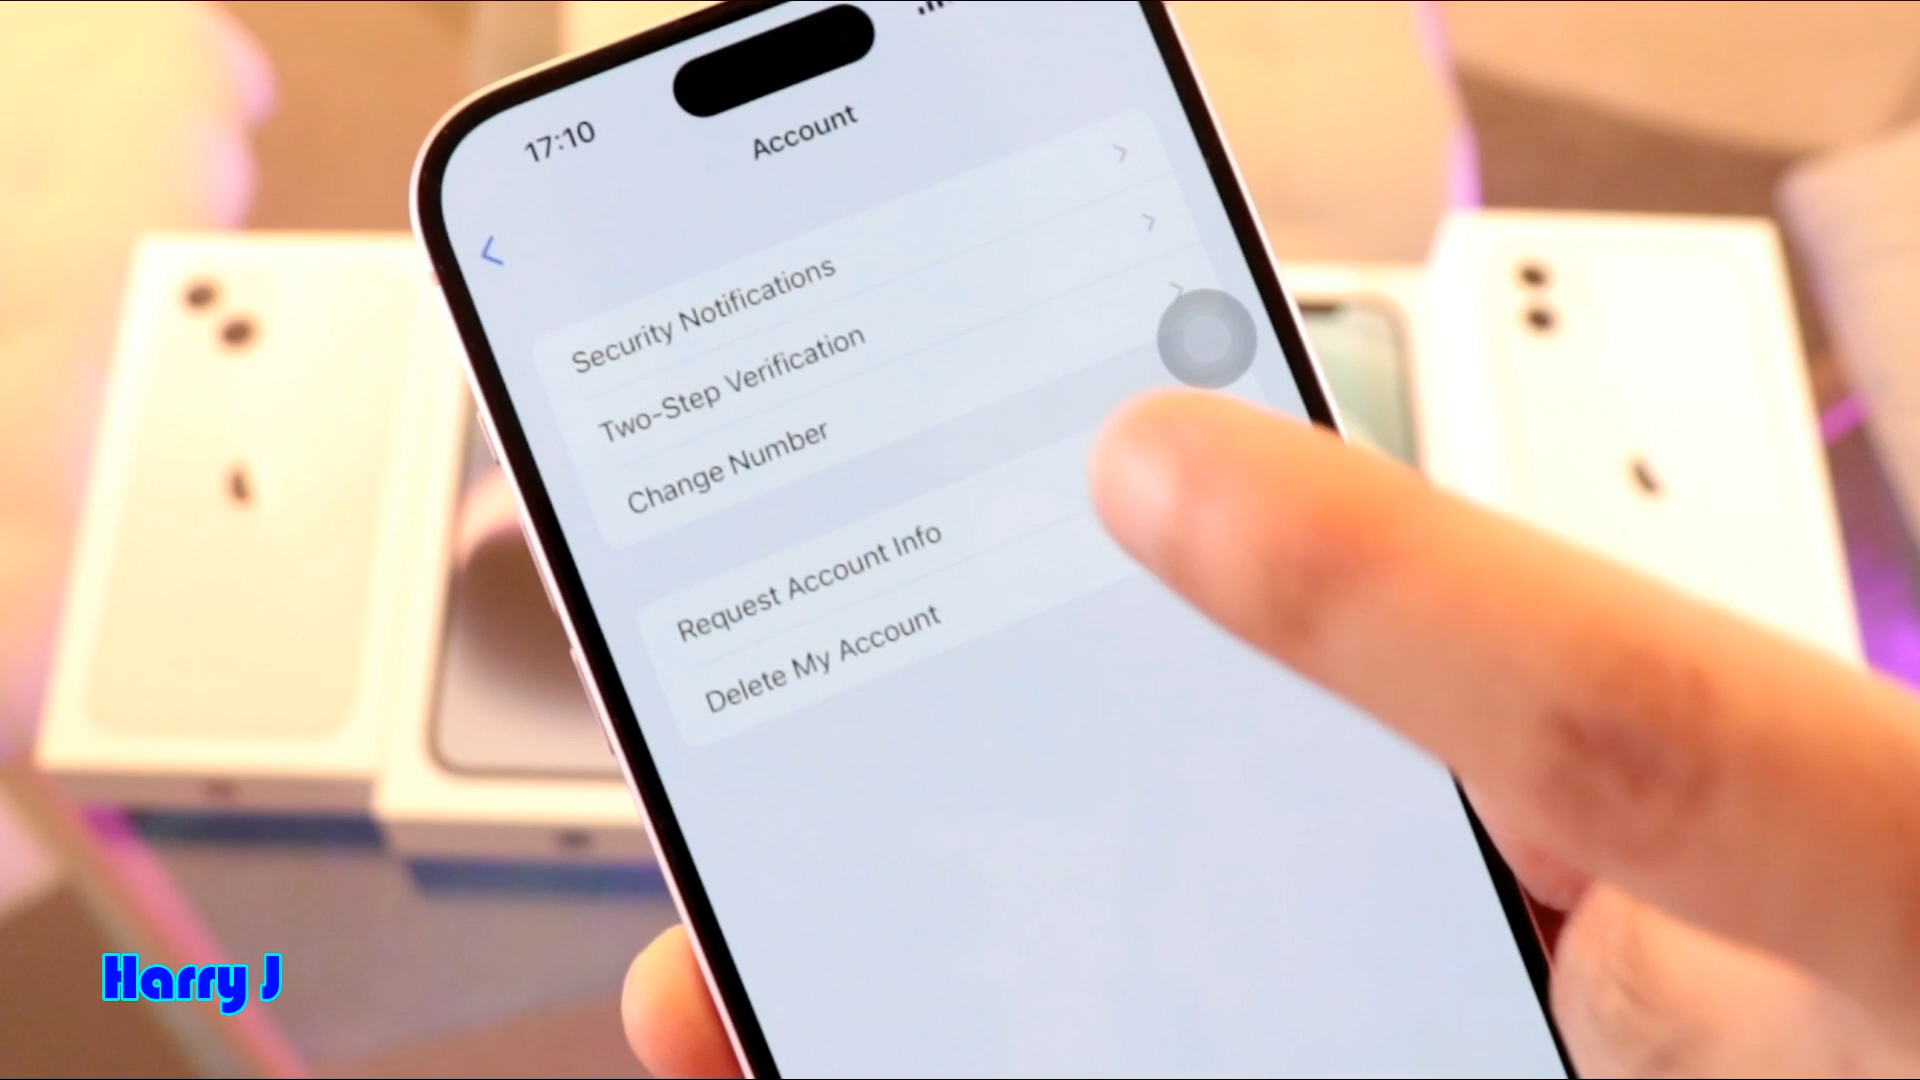 17:10
Account
Security Notifications
Two-Step Verification
Change Number
Request Account Info
Delete My Account
Harry J